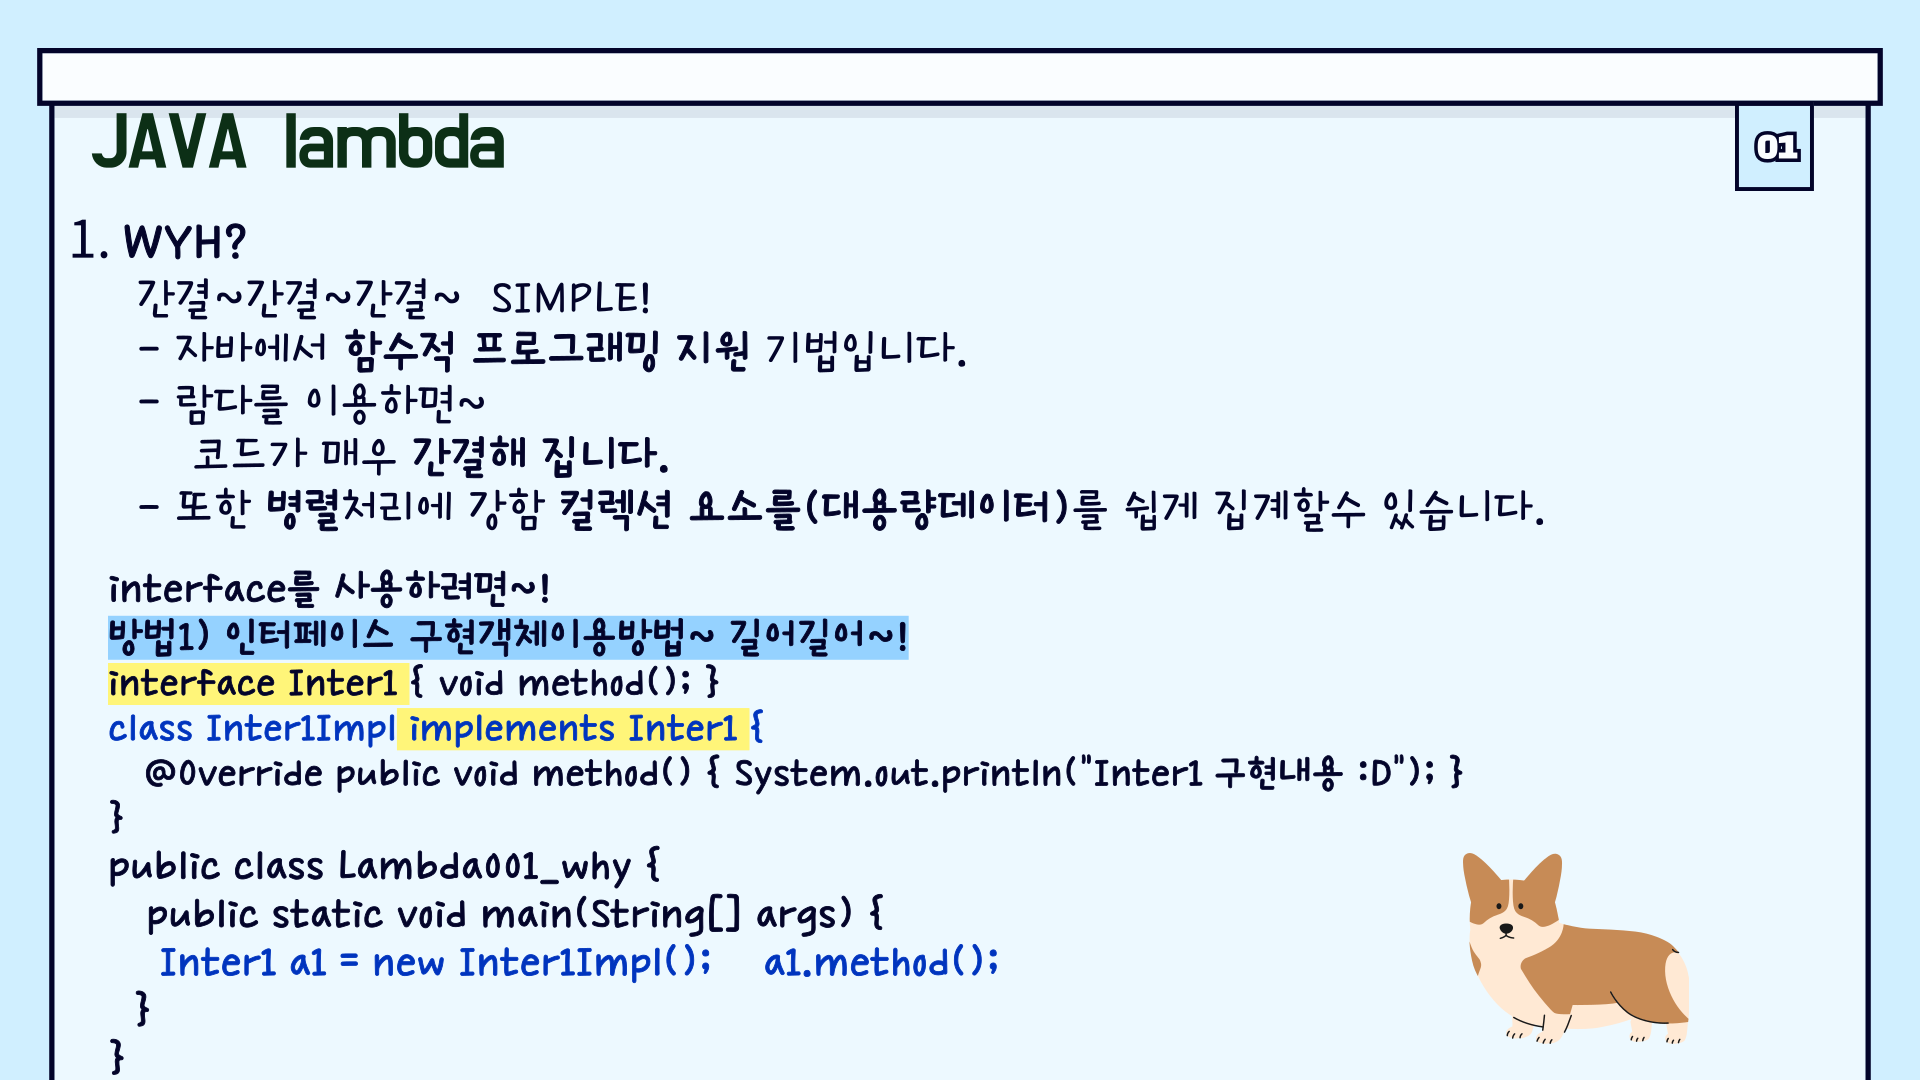 JAVA lambda
01
1. WYH?
간결~간결~간결~ SIMPLE!
- 자바에서 함수적 프로그래밍 지원 기법입니다.
- 람다를 이용하면~
코드가 매우 간결해 집니다.
- 또한 병렬처리에 강함 컬렉션 요소를(대용량데이터)를 쉽게 집계할수 있습니다.
interface를 사용하려면~!
방법1) 인터페이스 구현객체이용방법~ 길어길어~!
interface Inter1 { void method(); }
class Inter1Impl implements Inter1 {
@Override public void method() { System.out.println("Inter1 구현내용 :D"); }
}
public class Lambda001_why {
public static void main(String[] args) {
Inter1 a1 = new Inter1Impl(); a1.method();
}
}